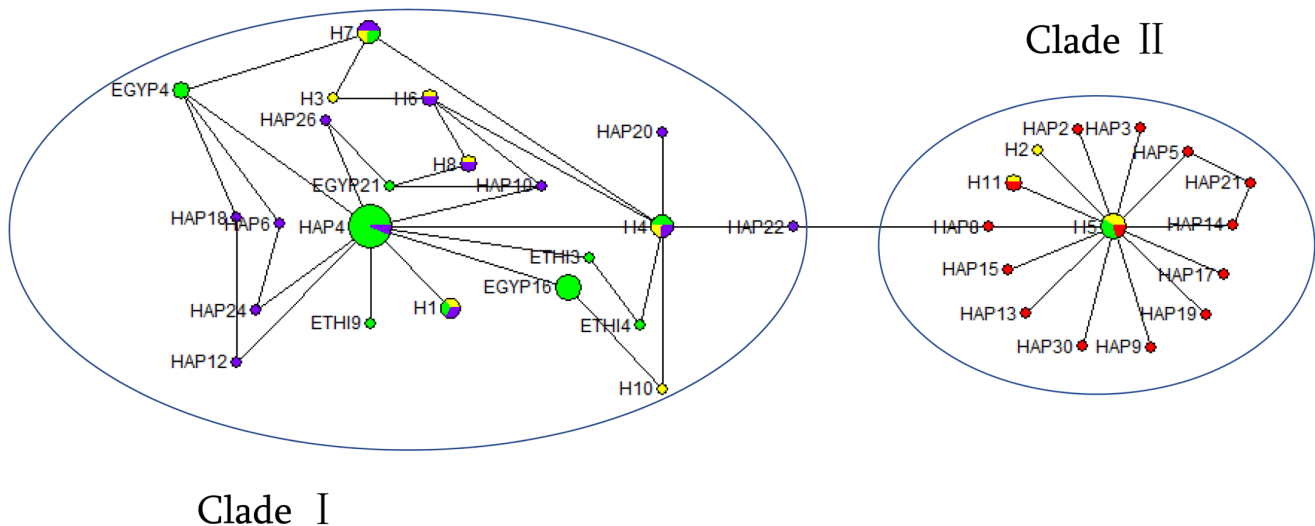 Clade Ⅱ
H7
EGYP4
H3
H6
HAP26
HAP20
HAP2
HAP3
H2
HAP5
H8
EGYP21
HAP10
H11
HAP21
HAP18
HAP6
HAP4
H4
HAP22
HAP8
H5
HAP14
ETHI3
EGYP16
HAP15
HAP17
HAP24
ETHI9
H1
ETHI4
HAP13
HAP19
HAP12
HAP30
HAP9
H10
Clade Ⅰ